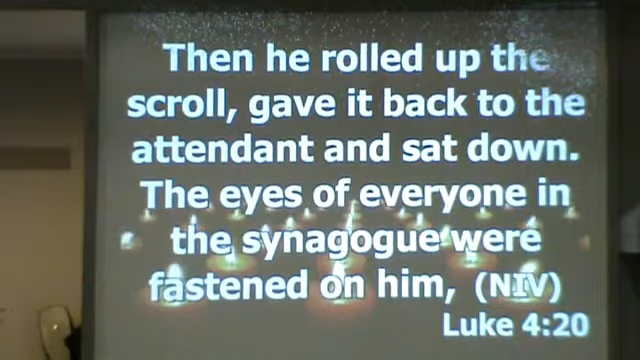 Then he rolled up the
scroll, gave it back to the
attendant and sat down.
The eyes of everyone in
the synagogue were
fastened on him, (NIV)
Luke 4:20